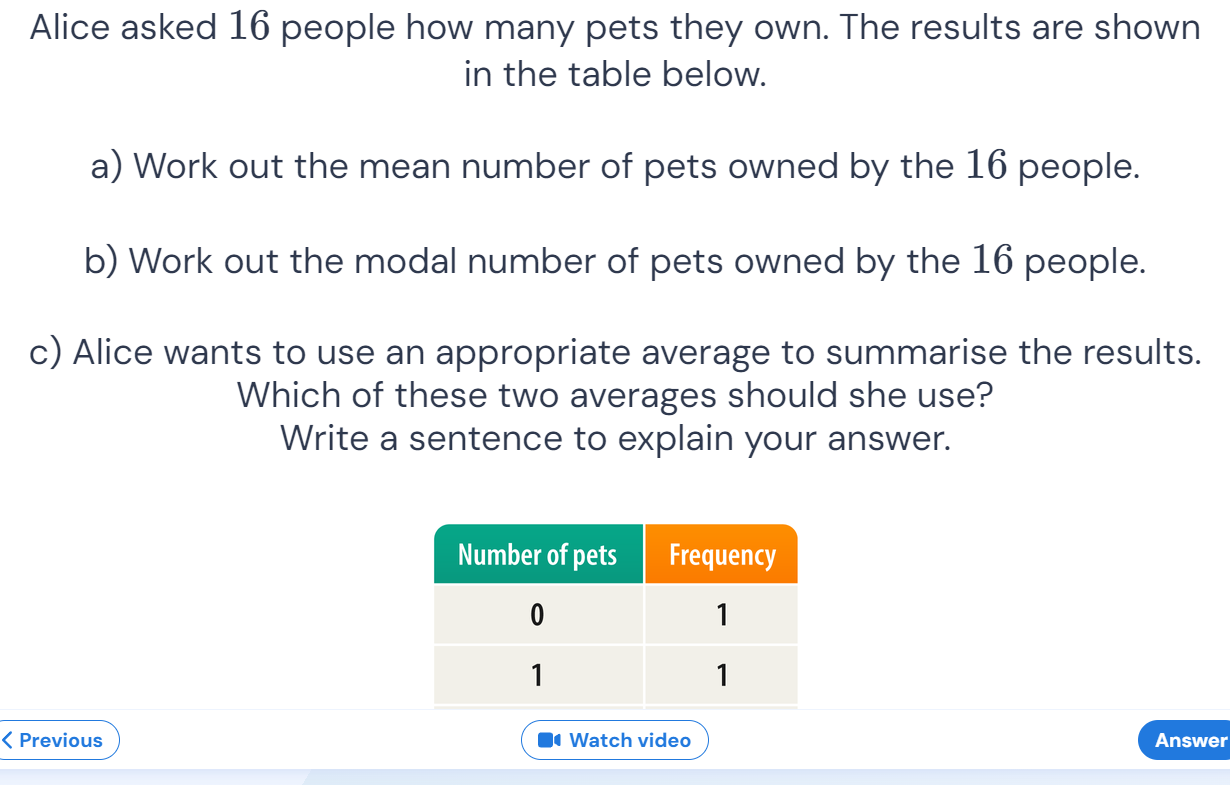 Alice asked 16 people how many pets they own. The results are shown
in the table below.
a) Work out the mean number of pets owned by the 16 people.
b) Work out the modal number of pets owned by the 16 people.
c) Alice wants to use an appropriate average to summarise the results.
Which of these two averages should she use?
Write a sentence to explain your answer.
Number of pets Frequency
0 1
1 1
Previous Watch video Answer